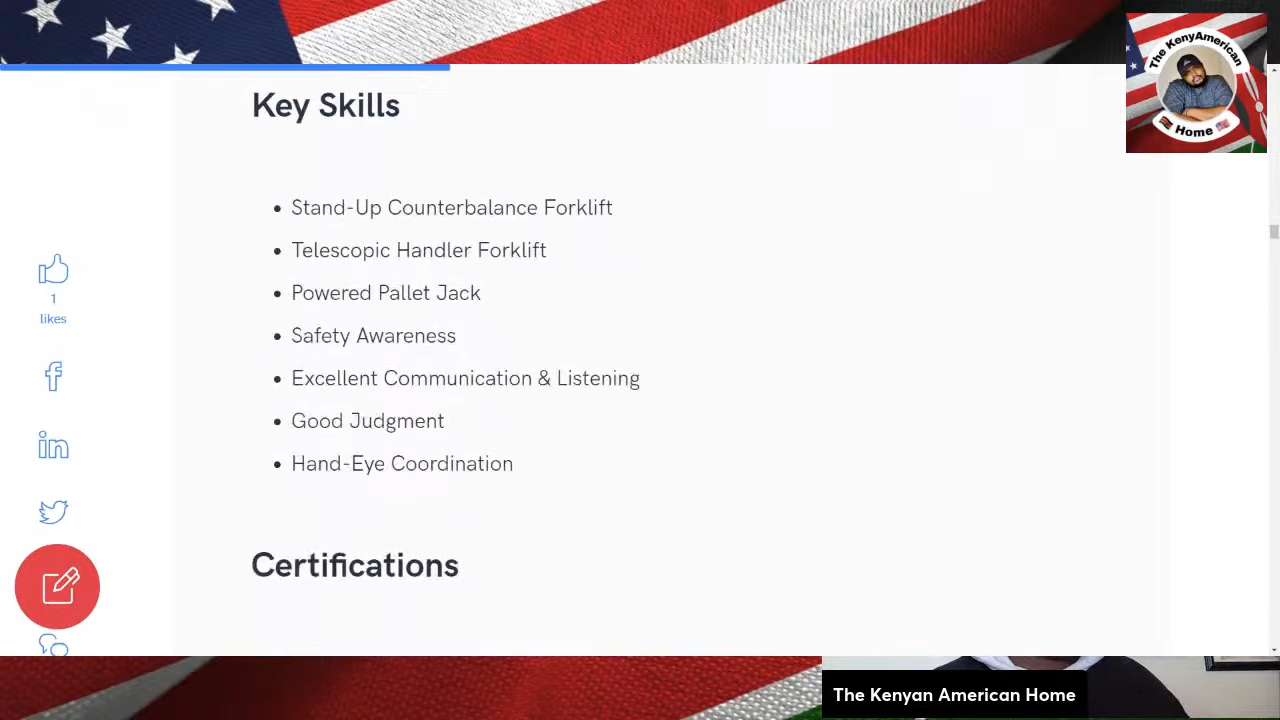 The KenyAmerican
Home
Key Skills
Stand-Up Counterbalance Forklift
Telescopic Handler Forklift
Powered Pallet Jack
Safety Awareness
Excellent Communication & Listening
Good Judgment
Hand-Eye Coordination
1
likes
Certifications
The Kenyan American Home